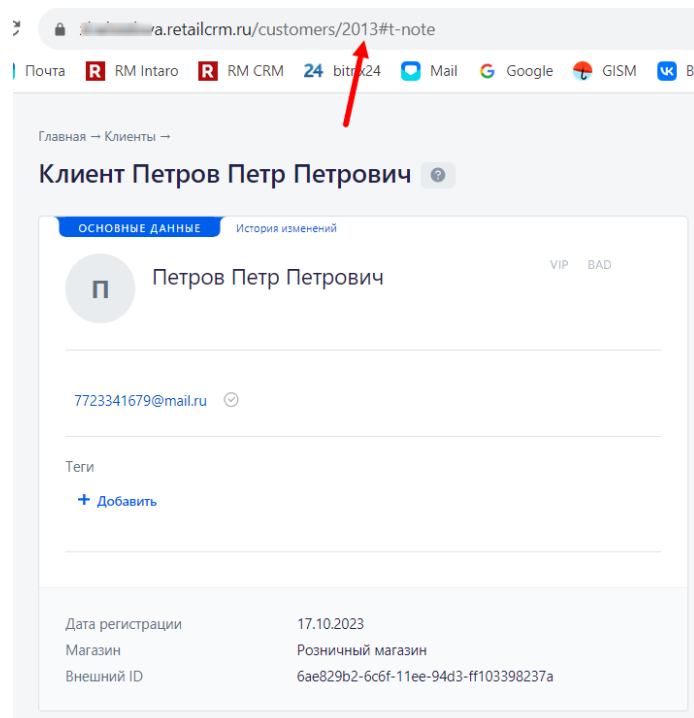 a.retailcrm.ru/customers/2013#t-note
Почта R RM Intaro R RM CRM 24 Mail G Google GISM
Главная → Клиенты →
Клиент Петров Петр Петрович ?
ОСНОВНЫЕ ДАННЫЕ История изменений
П Петров Петр Петрович VIP BAD
7723341679@mail.ru
Теги
+ Добавить
Дата регистрации 17.10.2023
Магазин Розничный магазин
Внешний ID 6ae829b2-6c6f-11ee-94d3-ff103398237a